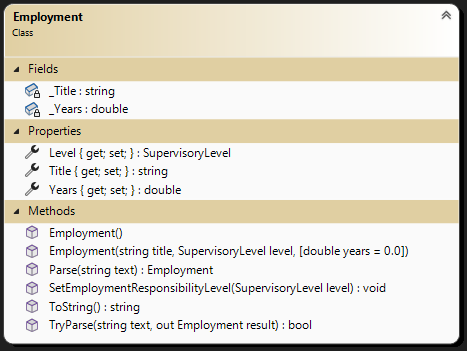 Employment
Class
Fields
_Title : string
_Years : double
Properties
Level { get; set; } : SupervisoryLevel
Title { get; set; } : string
Years { get; set; } : double
Methods
Employment()
Employment(string title, SupervisoryLevel level, [double years = 0.0])
Parse(string text) : Employment
SetEmploymentResponsibilityLevel(SupervisoryLevel level) : void
ToString() : string
TryParse(string text, out Employment result) : bool